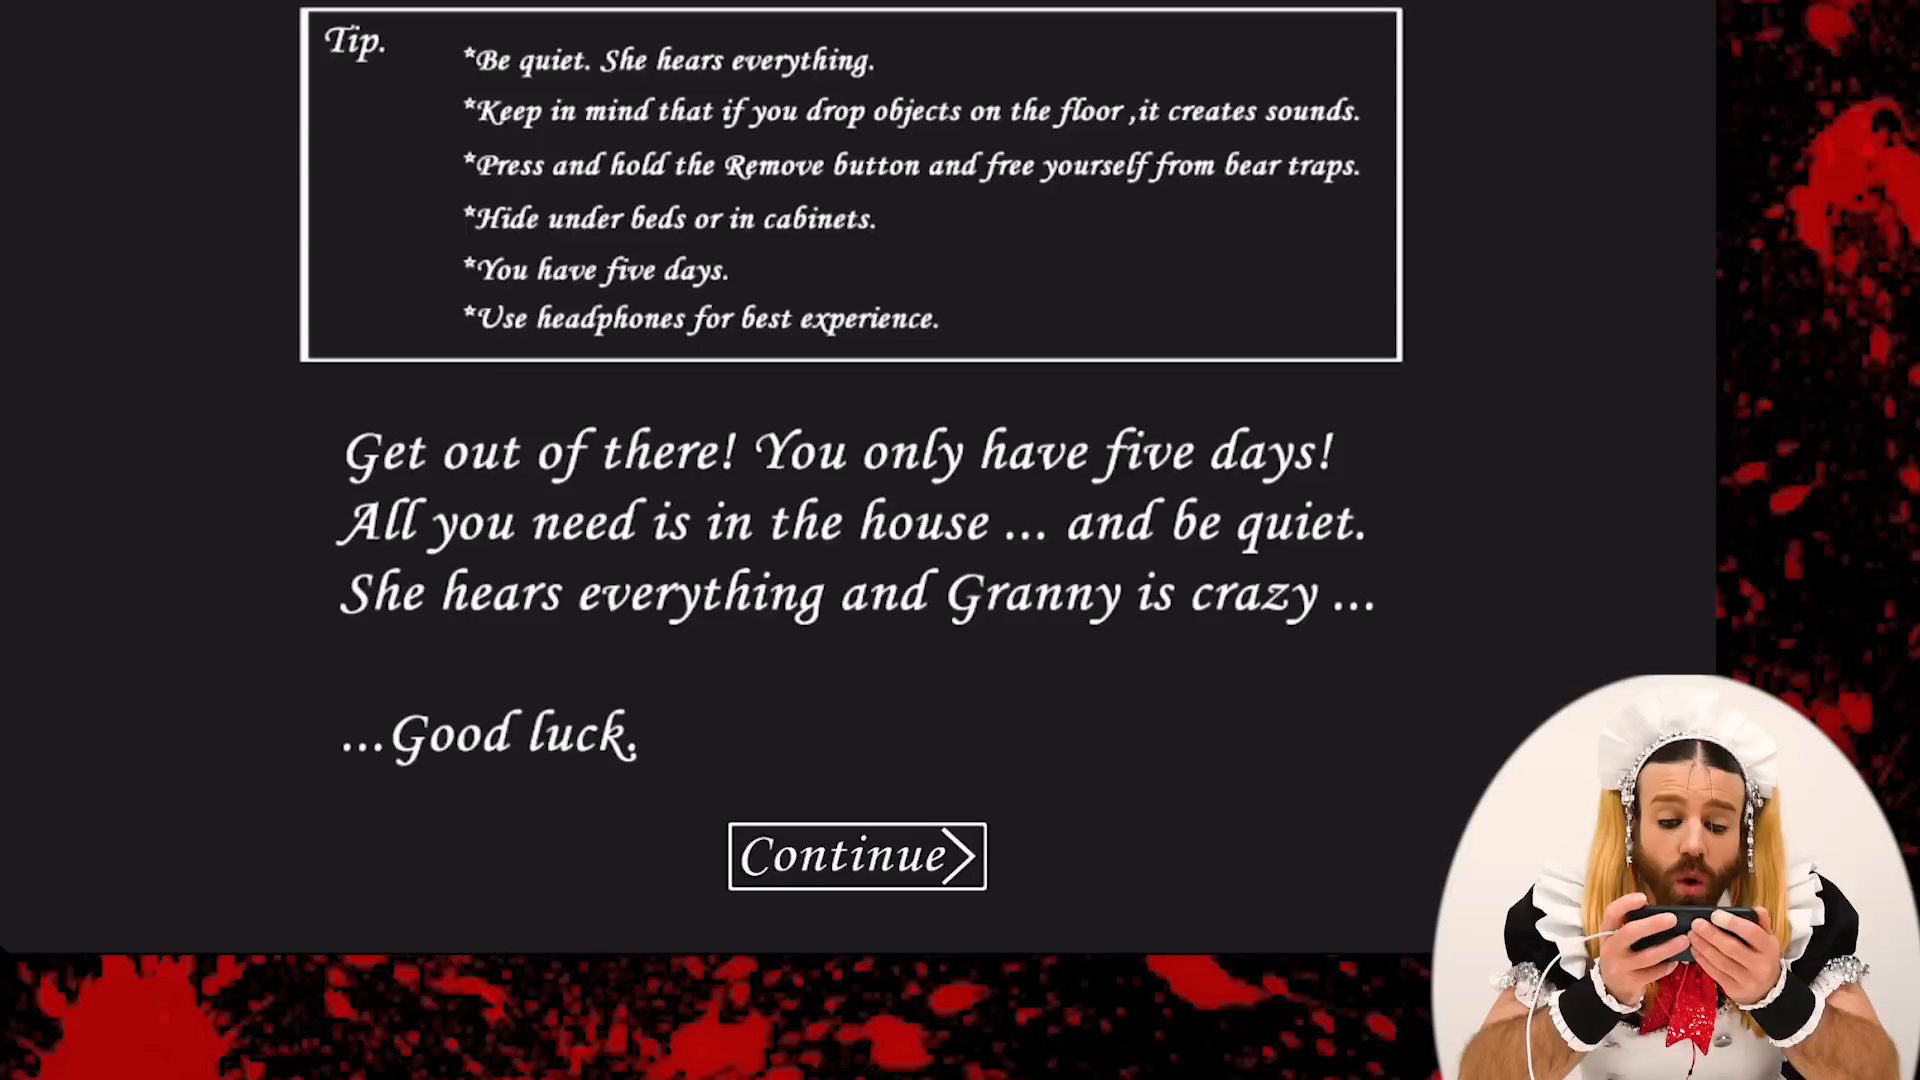 Tip.
*Be quiet. She hears everything.
*Keep in mind that if you drop objects on the floor ,it creates sounds.
*Press and hold the Remove button and free yourself from bear traps.
*Hide under beds or in cabinets.
*You have five days.
*Use headphones for best experience.
Get out of there! You only have five days!
All you need is in the house ... and be quiet.
She hears everything and Granny is crazy ...
...Good luck.
Continue>